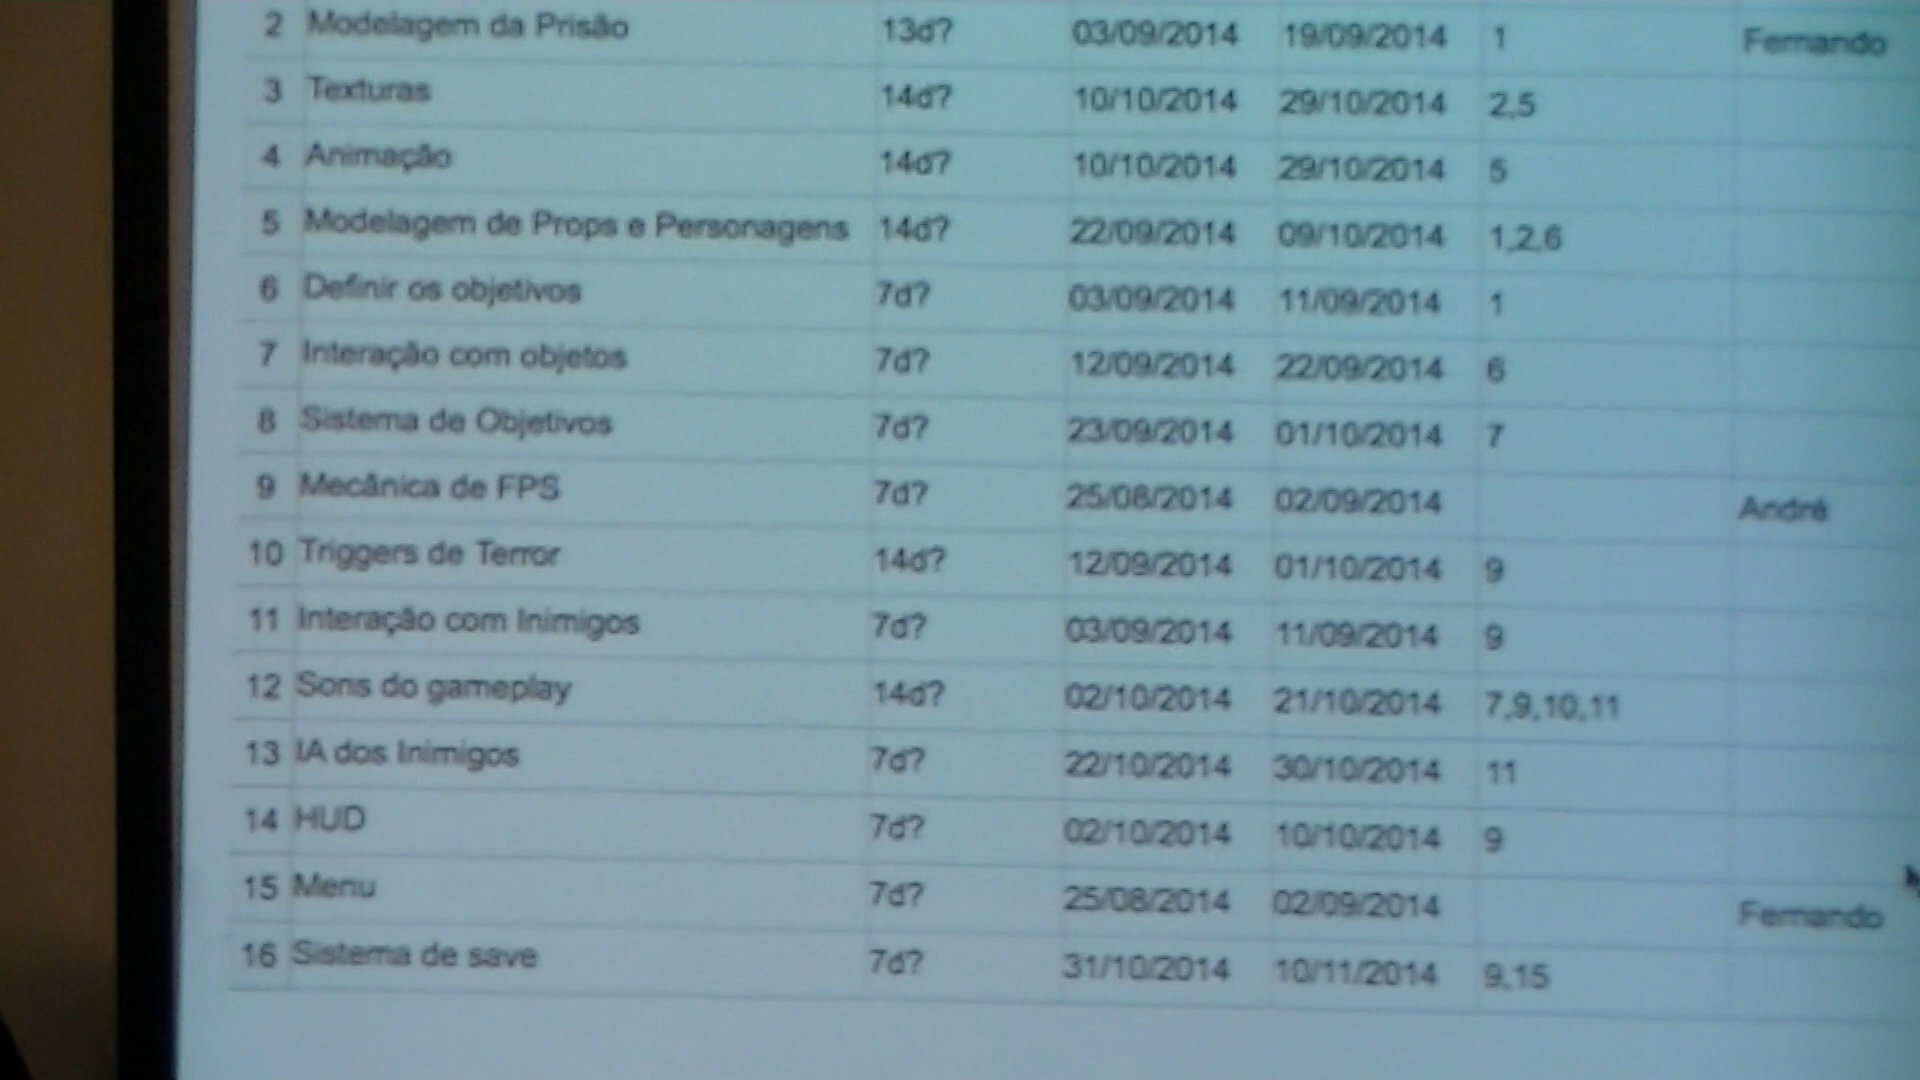 2 Modelagem da Prisão 13d? 03/09/2014 19/09/2014 1 Fernando
3 Texturas 14d? 10/10/2014 29/10/2014 2,5
4 Animação 14d? 10/10/2014 29/10/2014 5
5 Modelagem de Props e Personagens 14d? 22/09/2014 09/10/2014 1,2,6
6 Definir os objetivos 7d? 03/09/2014 11/09/2014 1
7 Interação com objetos 7d? 12/09/2014 22/09/2014 6
8 Sistema de Objetivos 7d? 23/09/2014 01/10/2014 7
9 Mecânica de FPS 7d? 25/08/2014 02/09/2014 André
10 Triggers de Terror 14d? 12/09/2014 01/10/2014 9
11 Interação com Inimigos 7d? 03/09/2014 11/09/2014 9
12 Sons do gameplay 14d? 02/10/2014 21/10/2014 7,9,10,11
13 IA dos Inimigos 7d? 22/10/2014 30/10/2014 11
14 HUD 7d? 02/10/2014 10/10/2014 9
15 Menu 7d? 25/08/2014 02/09/2014 Fernando
16 Sistema de save 7d? 31/10/2014 10/11/2014 9,15